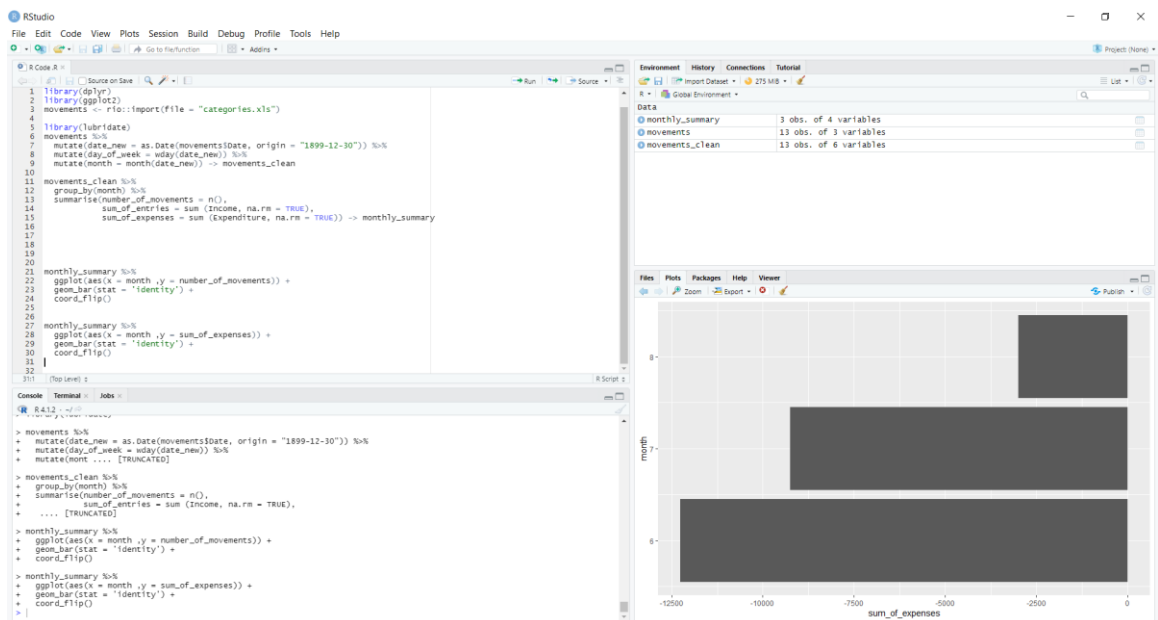 RStudio
File Edit Code View Plots Session Build Debug Profile Tools Help
Go to file/function Addins Project (None)
R Code.R
Source on Save Run Source
1 library(dplyr)
2 library(ggplot2)
3 movements <- rio::import(file = "categories.xls")
4
5 library(lubridate)
6 movements %>%
7 mutate(date_new = as.Date(movements$Date, origin = "1899-12-30")) %>%
8 mutate(day_of_week = wday(date_new)) %>%
9 mutate(month = month(date_new)) -> movements_clean
10
11 movements_clean %>%
12 group_by(month) %>%
13 summarise(number_of_movements = n(),
14 sum_of_entries = sum (Income, na.rm = TRUE),
15 sum_of_expenses = sum (Expenditure, na.rm = TRUE)) -> monthly_summary
16
17
18
19
20
21 monthly_summary %>%
22 ggplot(aes(x = month ,y = number_of_movements)) +
23 geom_bar(stat = 'identity') +
24 coord_flip()
25
26
27 monthly_summary %>%
28 ggplot(aes(x = month ,y = sum_of_expenses)) +
29 geom_bar(stat = 'identity') +
30 coord_flip()
31
32
31:1 (Top Level) R Script
Console Terminal Jobs
R 4.1.2 · ~/
> movements %>%
+ mutate(date_new = as.Date(movements$Date, origin = "1899-12-30")) %>%
+ mutate(day_of_week = wday(date_new)) %>%
+ mutate(mont .... [TRUNCATED]
> movements_clean %>%
+ group_by(month) %>%
+ summarise(number_of_movements = n(),
+ sum_of_entries = sum (Income, na.rm = TRUE),
+ .... [TRUNCATED]
> monthly_summary %>%
+ ggplot(aes(x = month ,y = number_of_movements)) +
+ geom_bar(stat = 'identity') +
+ coord_flip()
> monthly_summary %>%
+ ggplot(aes(x = month ,y = sum_of_expenses)) +
+ geom_bar(stat = 'identity') +
+ coord_flip()
>
Environment History Connections Tutorial
Import Dataset 275 MiB List
R Global Environment
Data
monthly_summary 3 obs. of 4 variables
movements 13 obs. of 3 variables
movements_clean 13 obs. of 6 variables
Files Plots Packages Help Viewer
Zoom Export Publish
8
7
6
month
-12500 -10000 -7500 -5000 -2500 0
sum_of_expenses